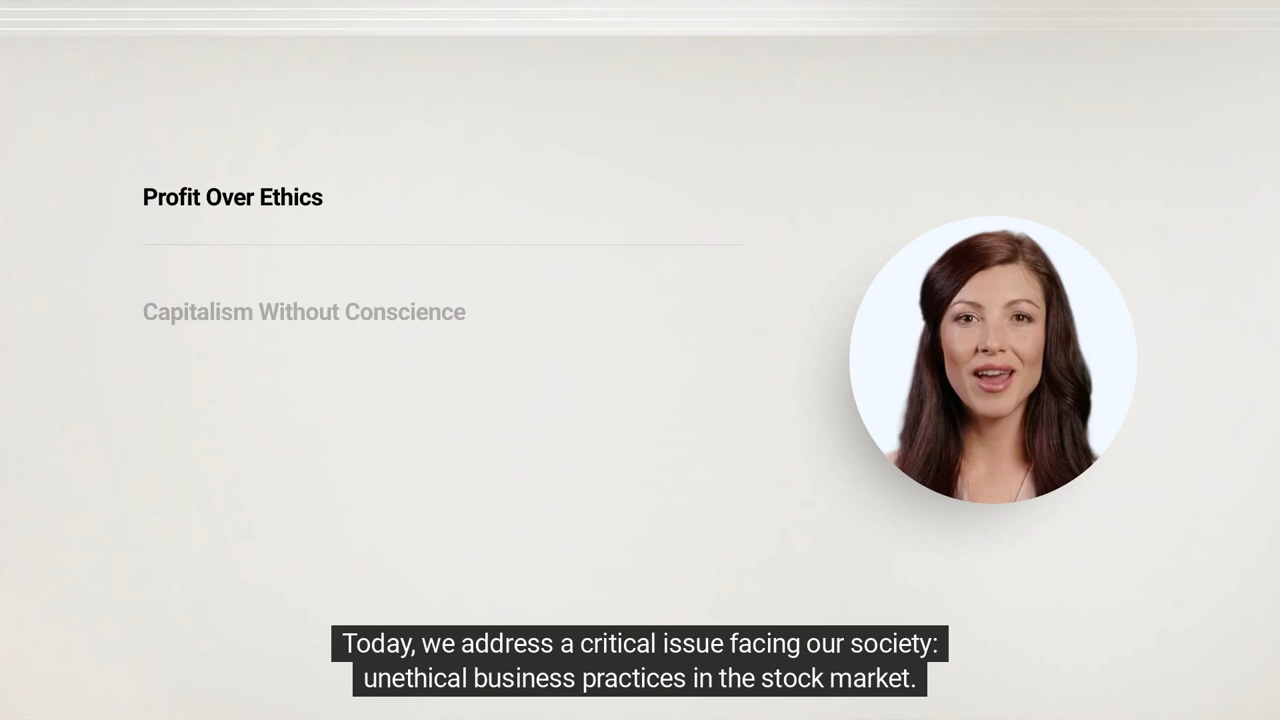 Profit Over Ethics
Capitalism Without Conscience
Today, we address a critical issue facing our society:
unethical business practices in the stock market.